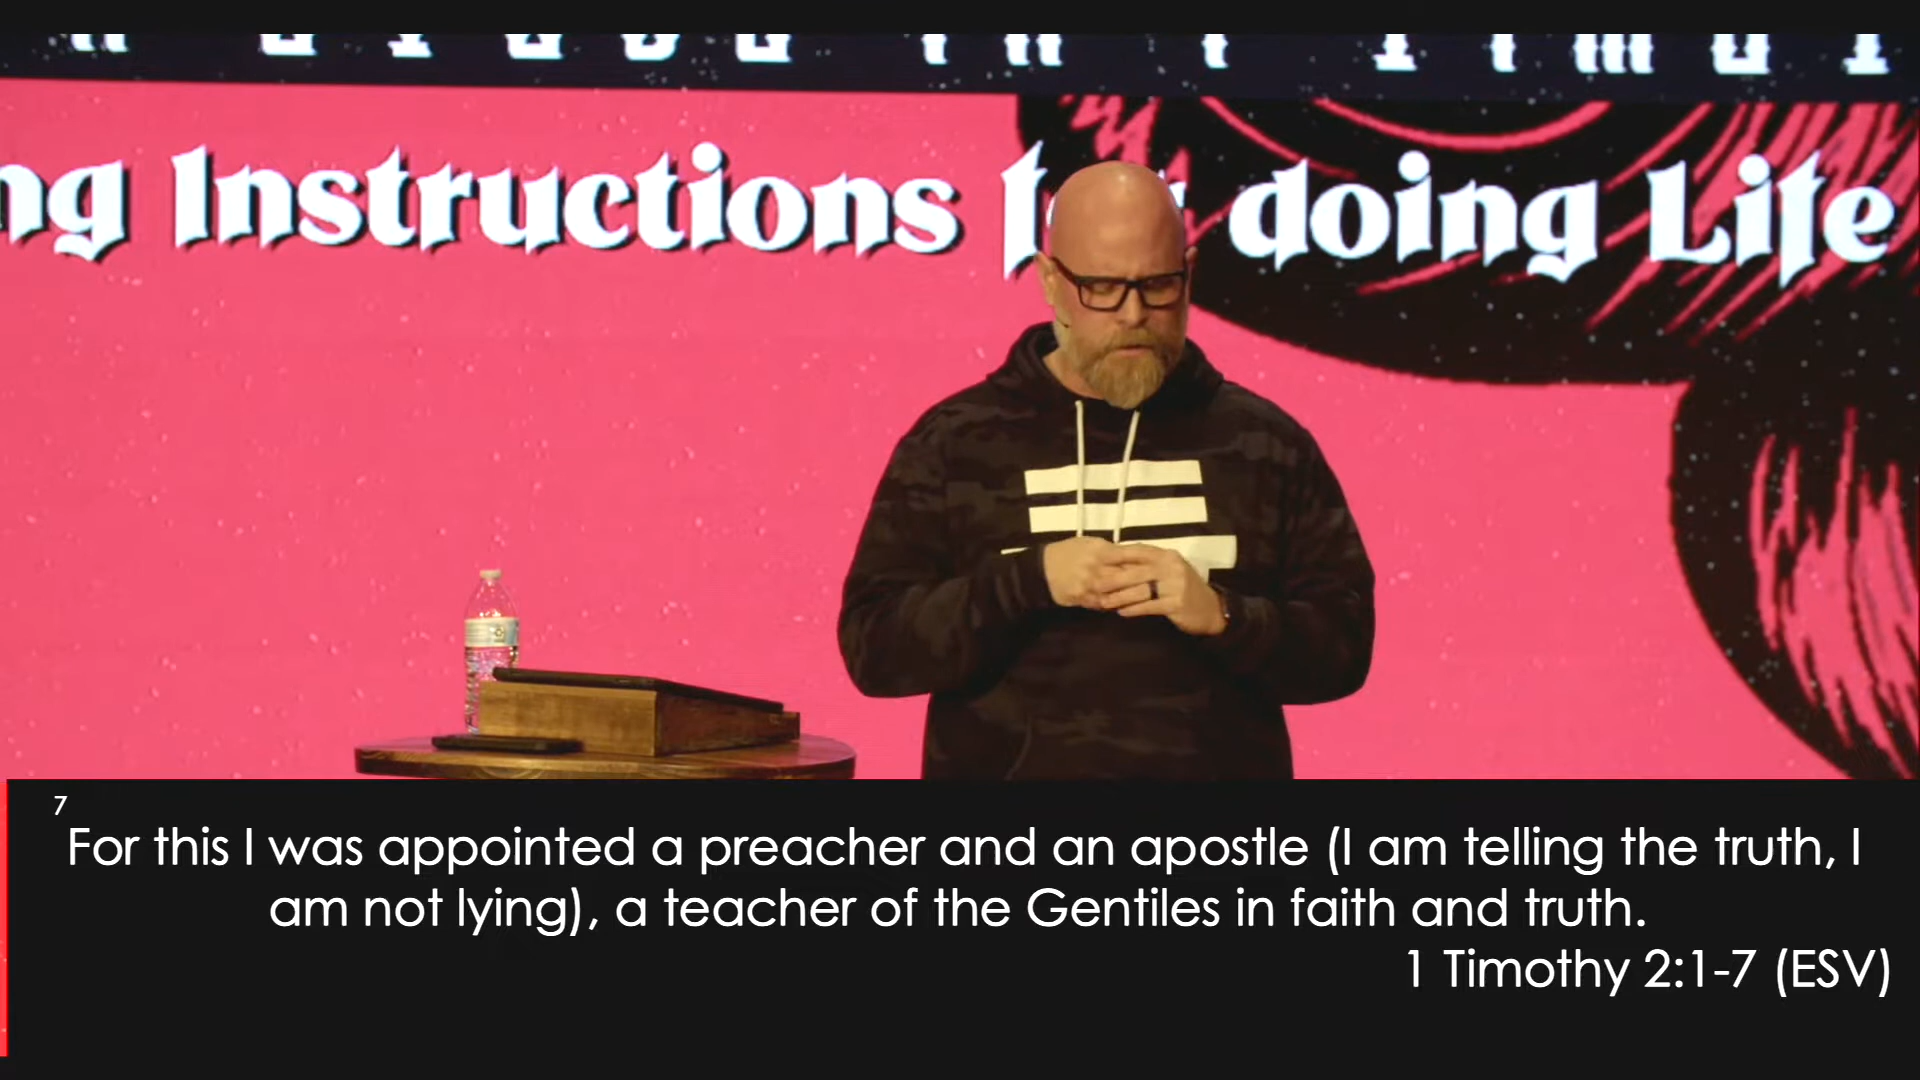 ng Instructions for doing Life
7
For this I was appointed a preacher and an apostle (I am telling the truth, I
am not lying), a teacher of the Gentiles in faith and truth.
1 Timothy 2:1-7 (ESV)